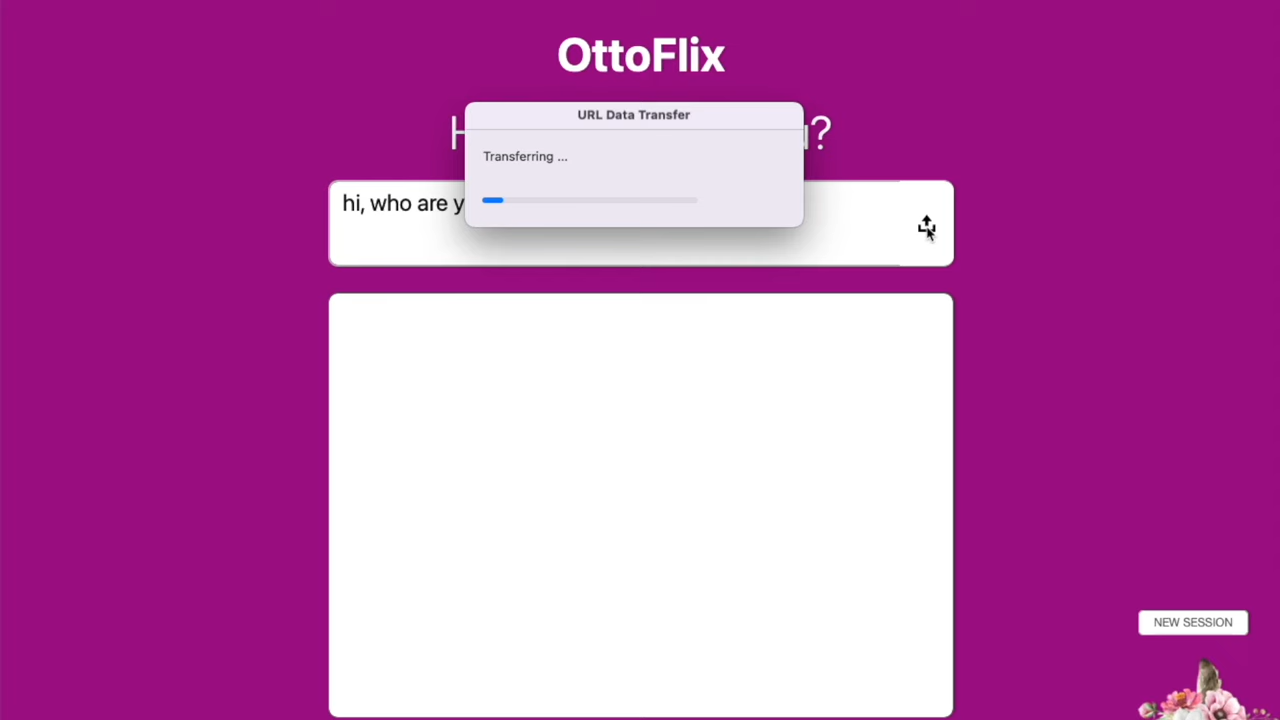 OttoFlix
URL Data Transfer
u?
Transferring ...
hi, who are y
NEW SESSION